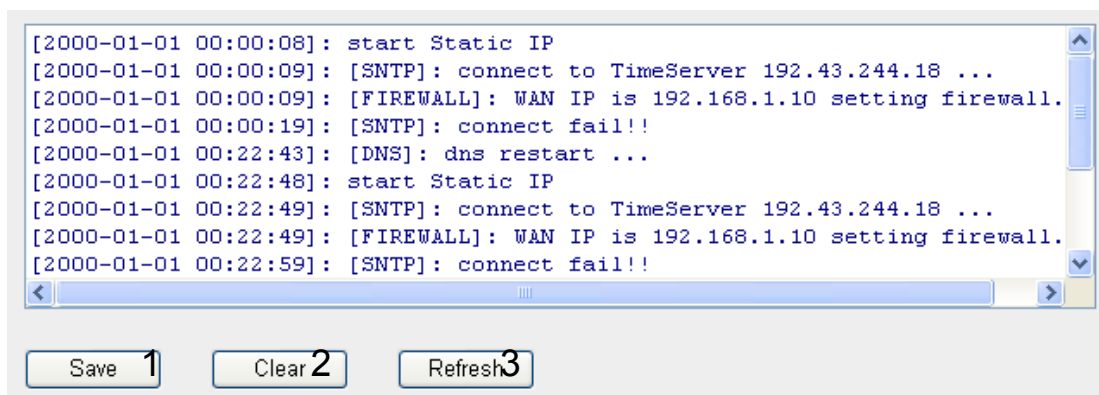 [2000-01-01 00:00:08]: start Static IP
[2000-01-01 00:00:09]: [SNTP]: connect to TimeServer 192.43.244.18 ...
[2000-01-01 00:00:09]: [FIREWALL]: WAN IP is 192.168.1.10 setting firewall.
[2000-01-01 00:00:19]: [SNTP]: connect fail!!
[2000-01-01 00:22:43]: [DNS]: dns restart ...
[2000-01-01 00:22:48]: start Static IP
[2000-01-01 00:22:49]: [SNTP]: connect to TimeServer 192.43.244.18 ...
[2000-01-01 00:22:49]: [FIREWALL]: WAN IP is 192.168.1.10 setting firewall.
[2000-01-01 00:22:59]: [SNTP]: connect fail!!
Save 1 Clear 2 Refresh 3